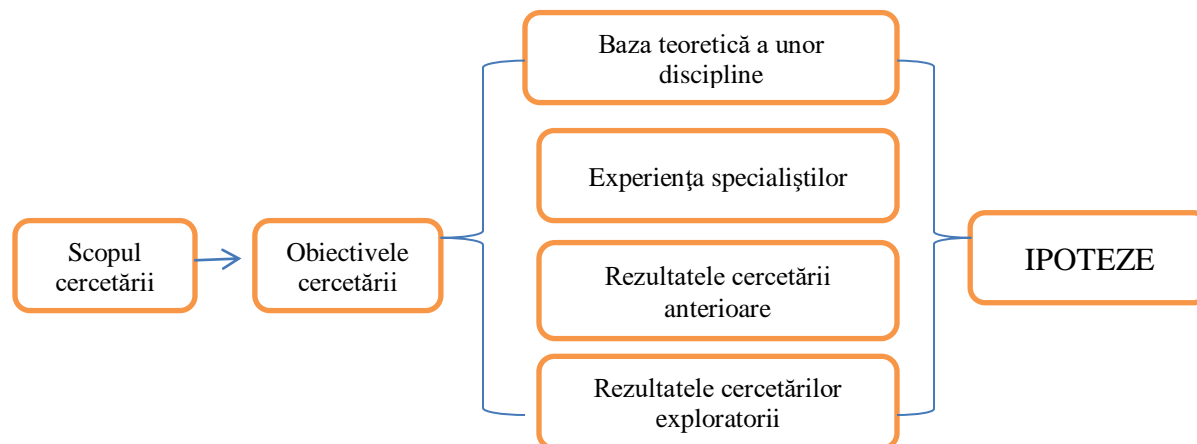 Scopul
cercetării
Obiectivele
cercetării
Baza teoretică a unor
discipline
Experienţa specialiştilor
Rezultatele cercetării
anterioare
Rezultatele cercetărilor
exploratorii
IPOTEZE